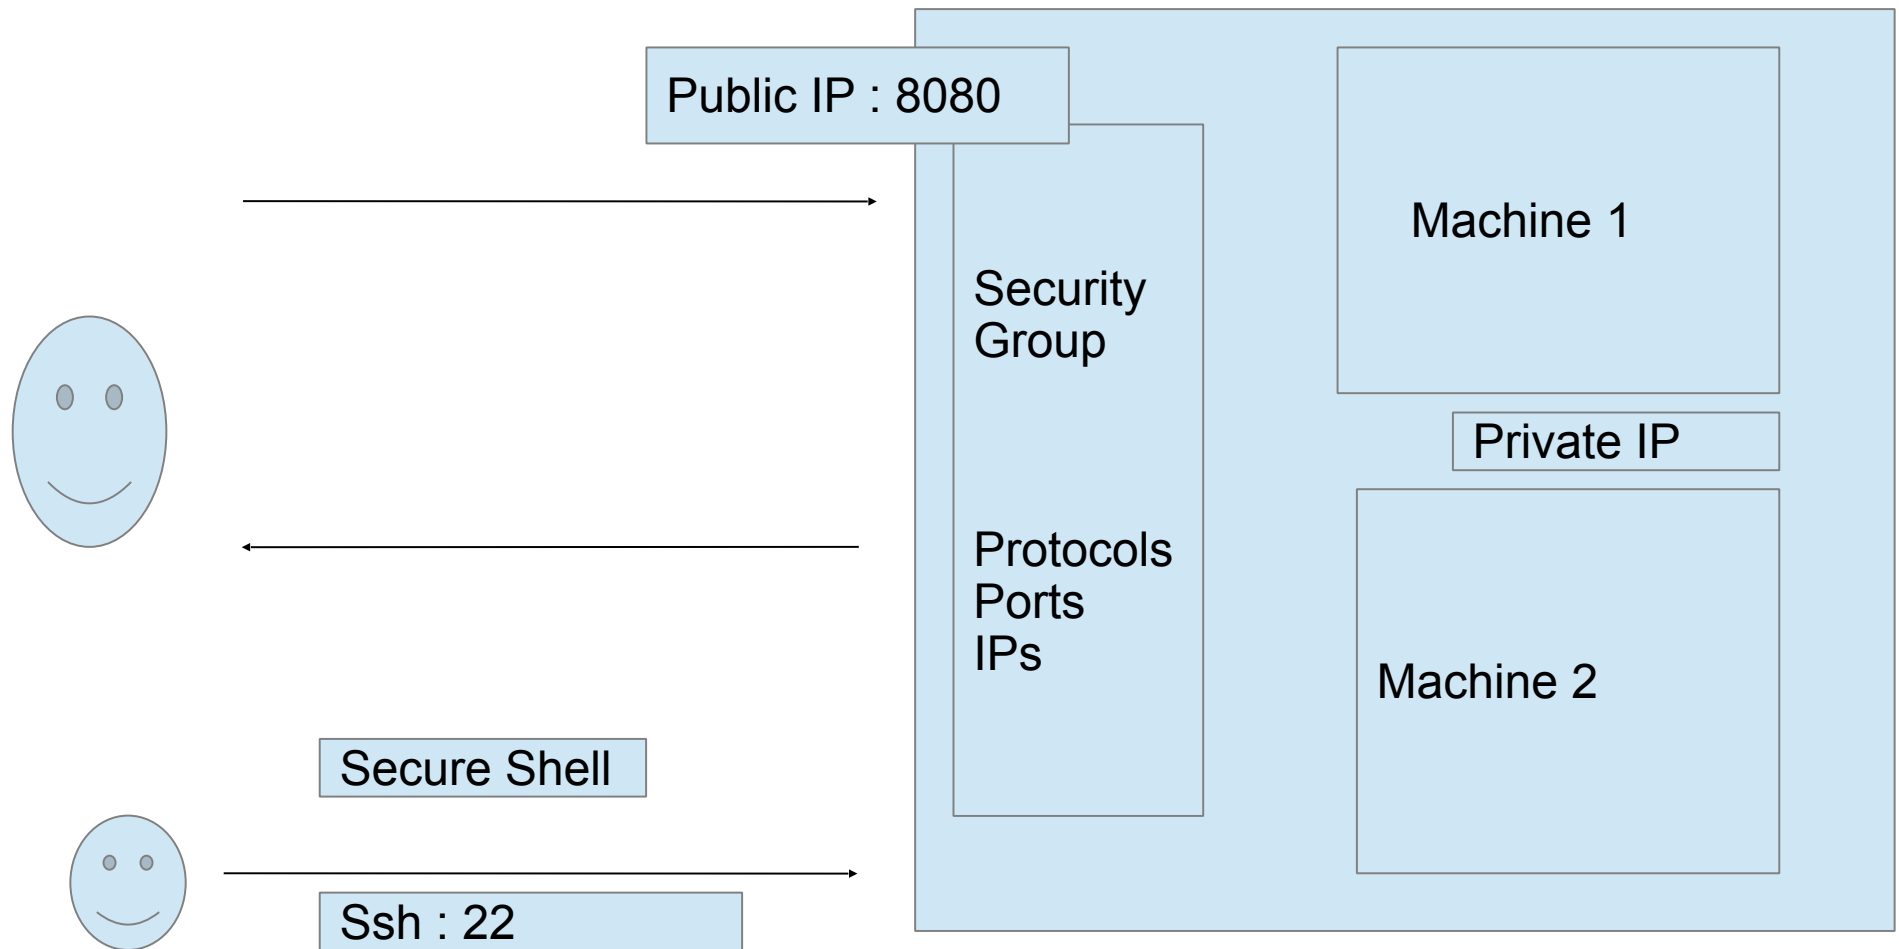 Public IP : 8080
Machine 1
Security
Group
Private IP
Protocols
Ports
IPs
Machine 2
Secure Shell
Ssh : 22